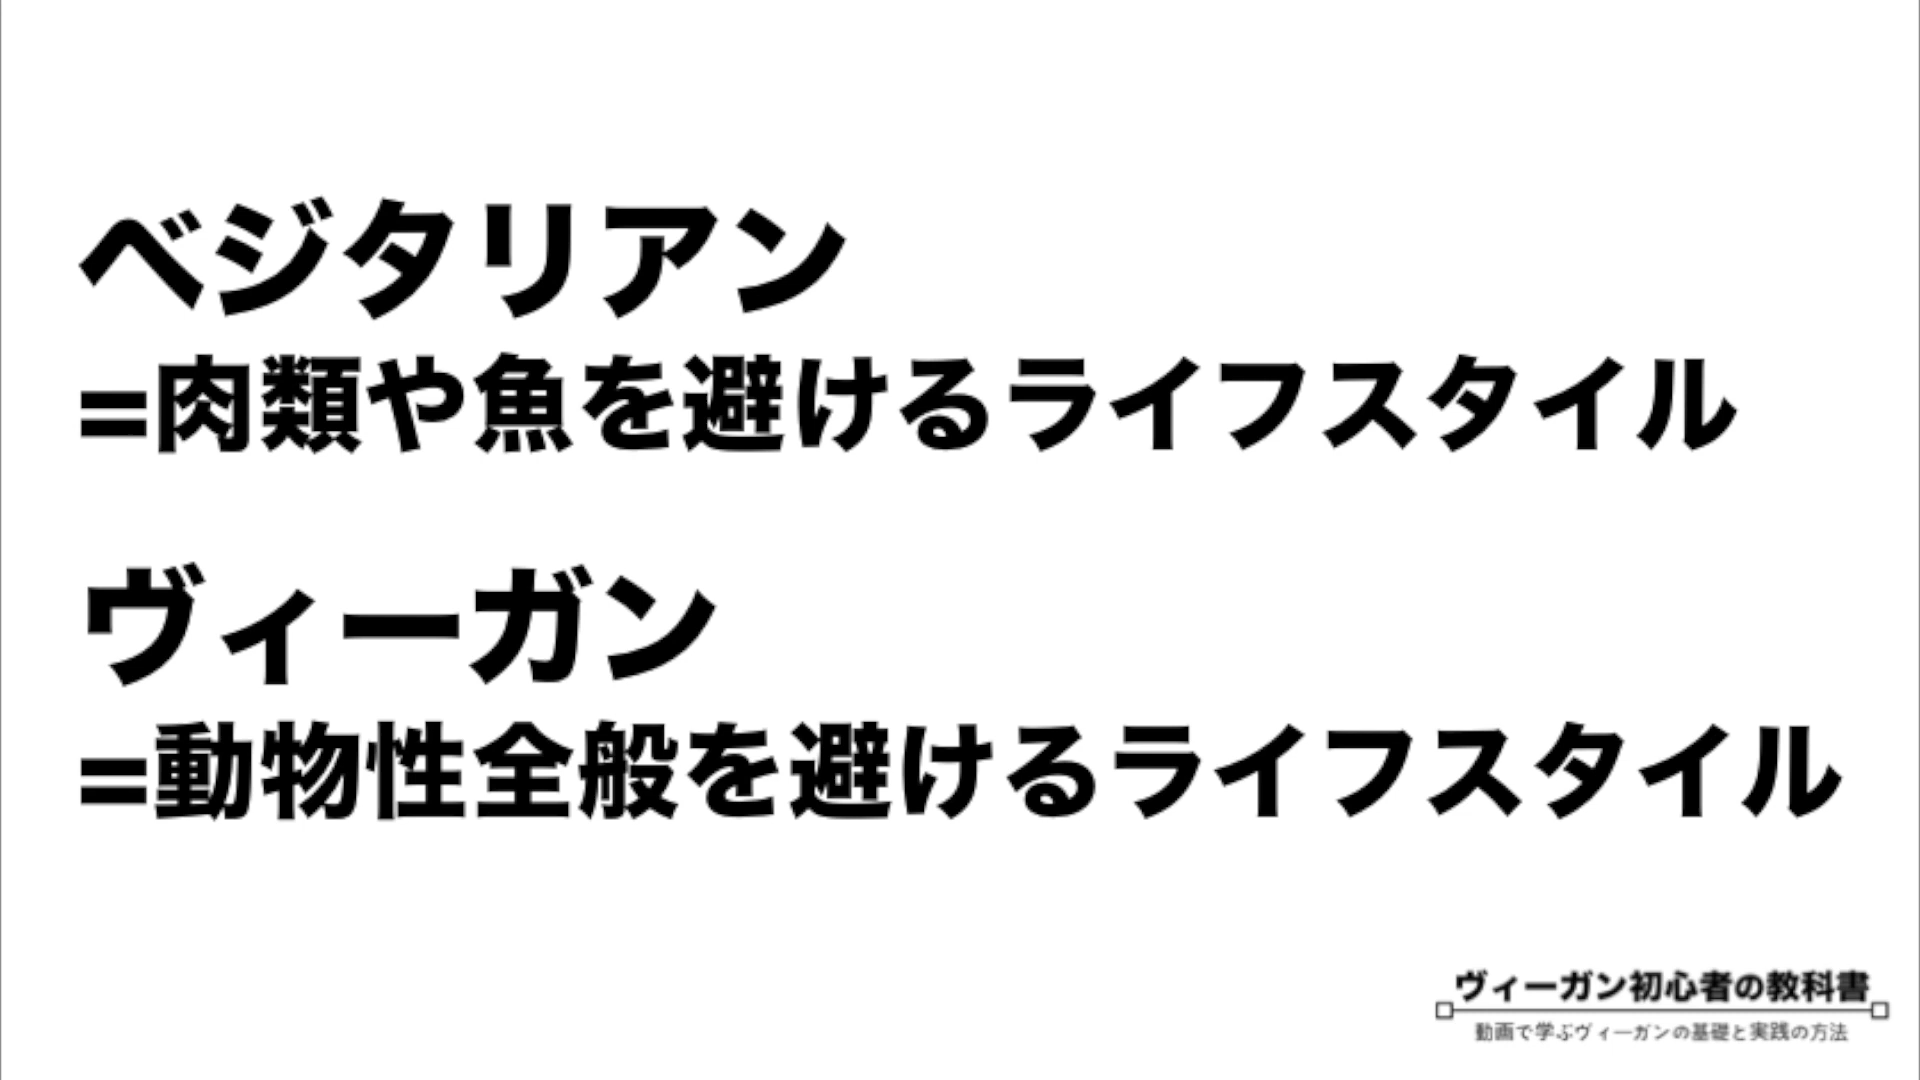 ベジタリアン
=肉類や魚を避けるライフスタイル
ヴィーガン
=動物性全般を避けるライフスタイル
ヴィーガン初心者の教科書
動画で学ぶヴィーガンの基礎と実践の方法